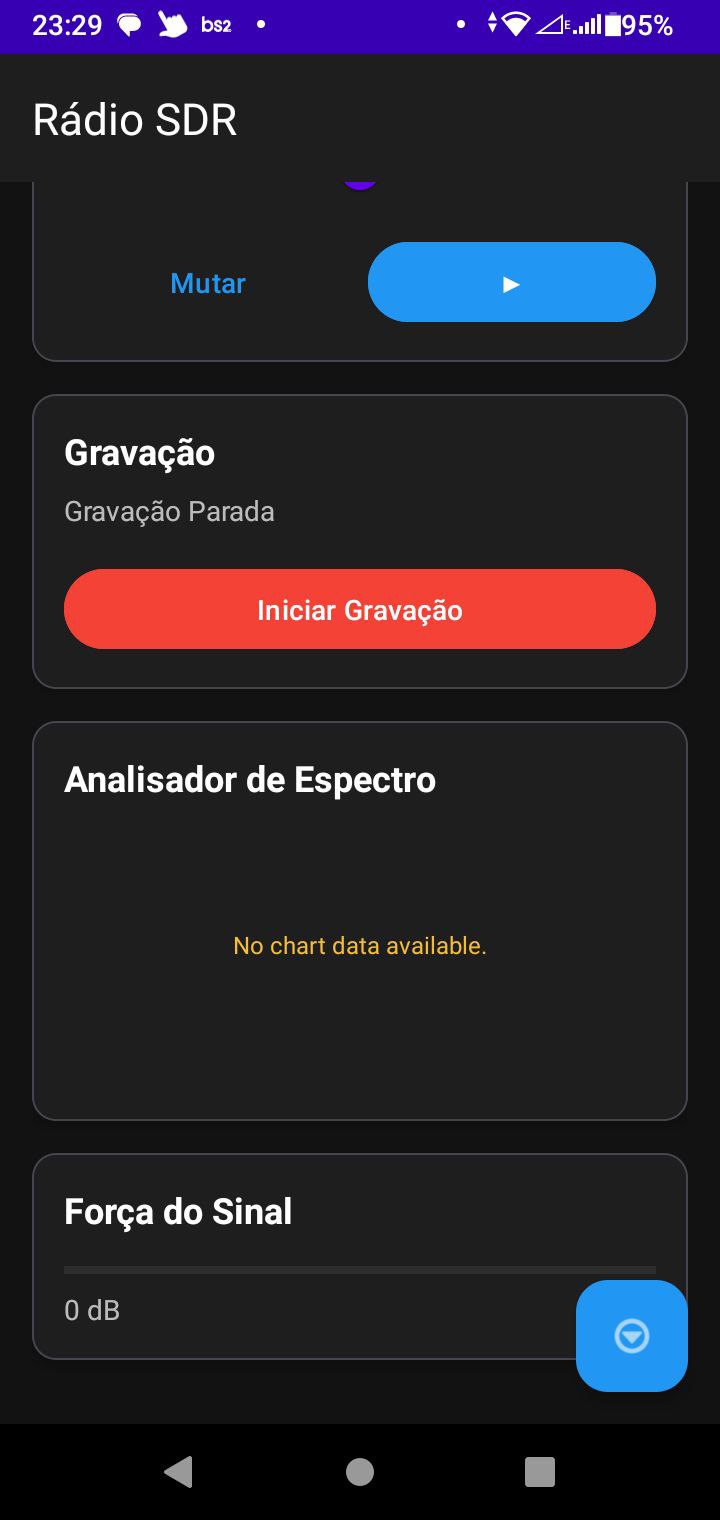 23:29 bs2 E 95%
Rádio SDR
Mutar
Gravação
Gravação Parada
Iniciar Gravação
Analisador de Espectro
No chart data available.
Força do Sinal
0 dB